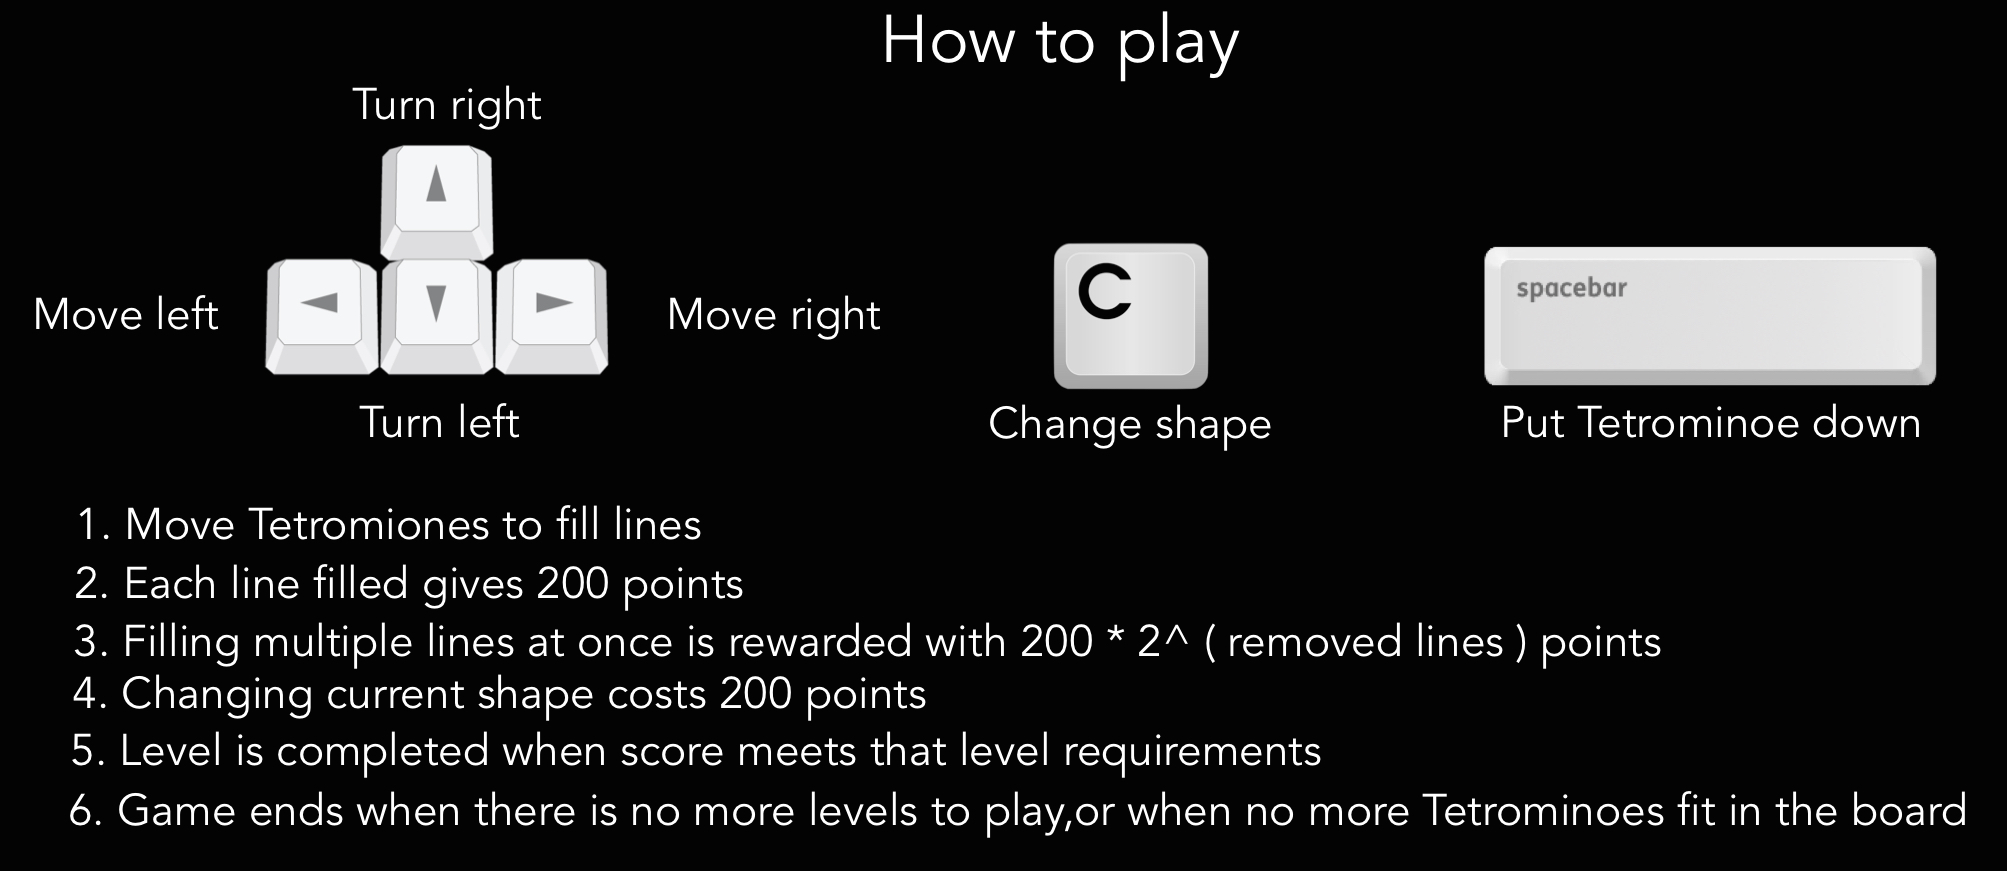 How to play
Turn right
Move left
Move right
Turn left
C
Change shape
spacebar
Put Tetrominoe down
1. Move Tetromiones to fill lines
2. Each line filled gives 200 points
3. Filling multiple lines at once is rewarded with 200 * 2^ ( removed lines ) points
4. Changing current shape costs 200 points
5. Level is completed when score meets that level requirements
6. Game ends when there is no more levels to play,or when no more Tetrominoes fit in the board